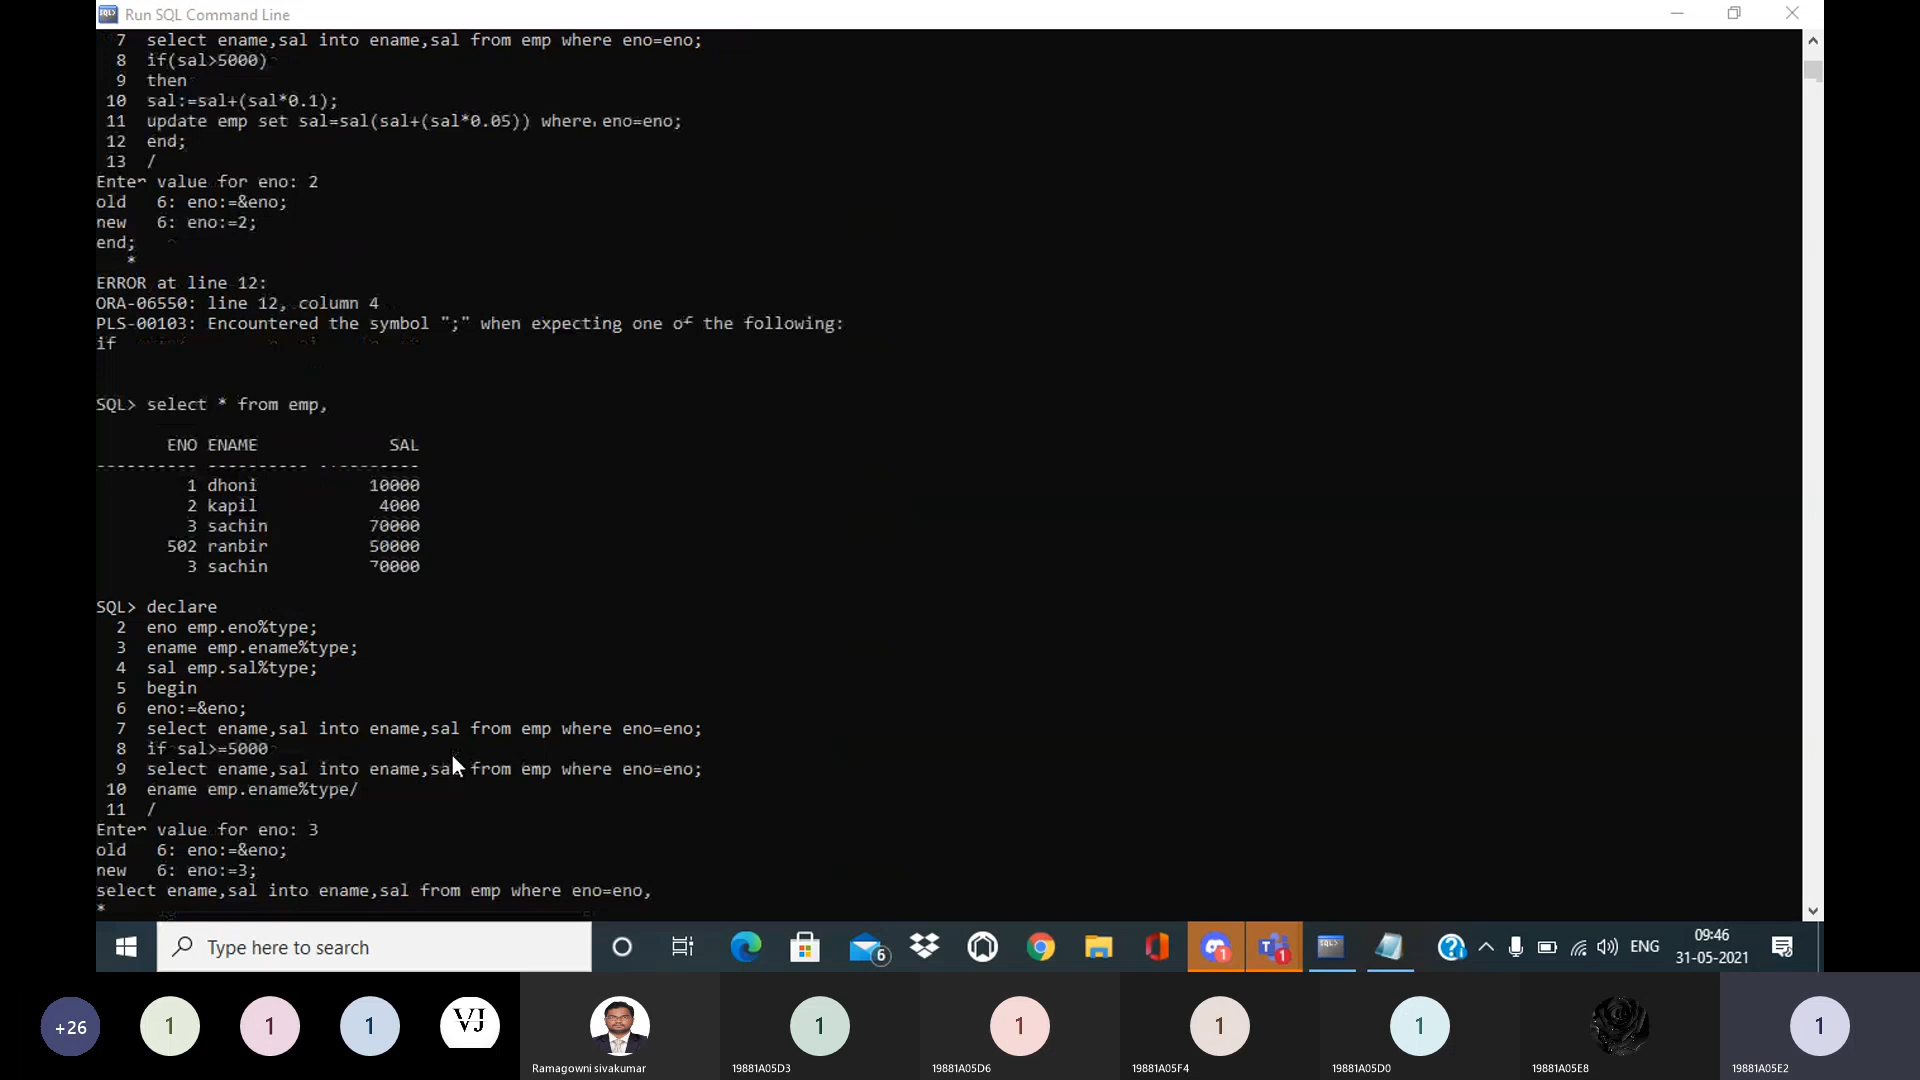 Run SQL Command Line
7 select ename,sal into ename,sal from emp where eno=eno;
8 if(sal>5000)
9 then
10 sal:=sal+(sal*0.1);
11 update emp set sal=sal(sal+(sal*0.05)) where eno=eno;
12 end;
13 /
Enter value for eno: 2
old 6: eno:=&eno;
new 6: eno:=2;
end;
*
ERROR at line 12:
ORA-06550: line 12, column 4
PLS-00103: Encountered the symbol ";" when expecting one of the following:
if
SQL> select * from emp,
ENO ENAME SAL
---------- ---------- ----------
1 dhoni 10000
2 kapil 4000
3 sachin 70000
502 ranbir 50000
3 sachin 70000
SQL> declare
2 eno emp.eno%type;
3 ename emp.ename%type;
4 sal emp.sal%type;
5 begin
6 eno:=&eno;
7 select ename,sal into ename,sal from emp where eno=eno;
8 if sal>=5000
9 select ename,sal into ename,sal from emp where eno=eno;
10 ename emp.ename%type/
11 /
Enter value for eno: 3
old 6: eno:=&eno;
new 6: eno:=3;
select ename,sal into ename,sal from emp where eno=eno,
*
Type here to search
6
1
T 1
SQL>
ENG
09:46
31-05-2021
+26
1
1
1
VJ
Ramagowni sivakumar
1
19881A05D3
1
19881A05D6
1
19881A05F4
1
19881A05D0
19881A05E8
1
19881A05E2